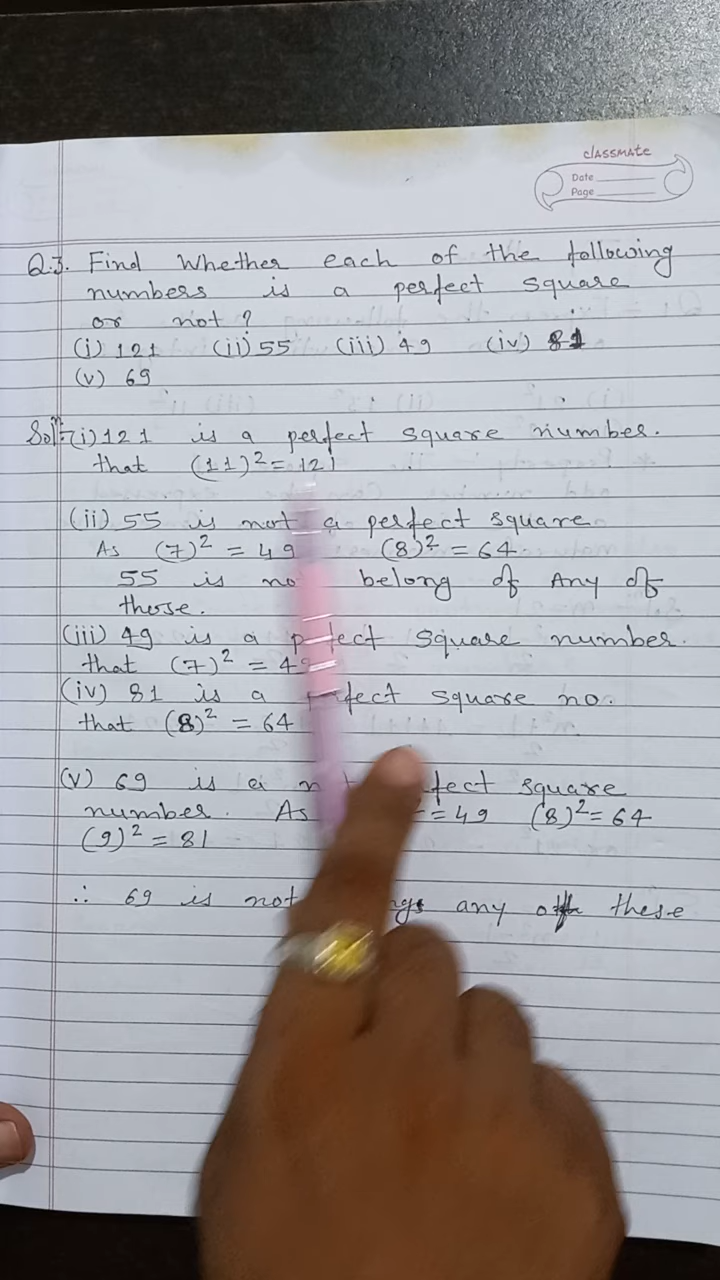 classmate
Date
Page
Q.3. Find Whether each of the following
numbers is a perfect square
or not ?
(i) 121 (ii) 55 (iii) 49 (iv) 81
(v) 69
Sol:- (i) 121 is a perfect square number.
that (11)² = 121
(ii) 55 is not a perfect square
As (7)² = 49 (8)² = 64
55 is belong of Any of
those.
(iii) 49 is a square number.
that (7)² = 49
(iv) 81 is a square no.
that (8)² = 64
(v) 69 is a square
number. As = 49 (8)² = 64
(9)² = 81
∴ 69 is not any of these